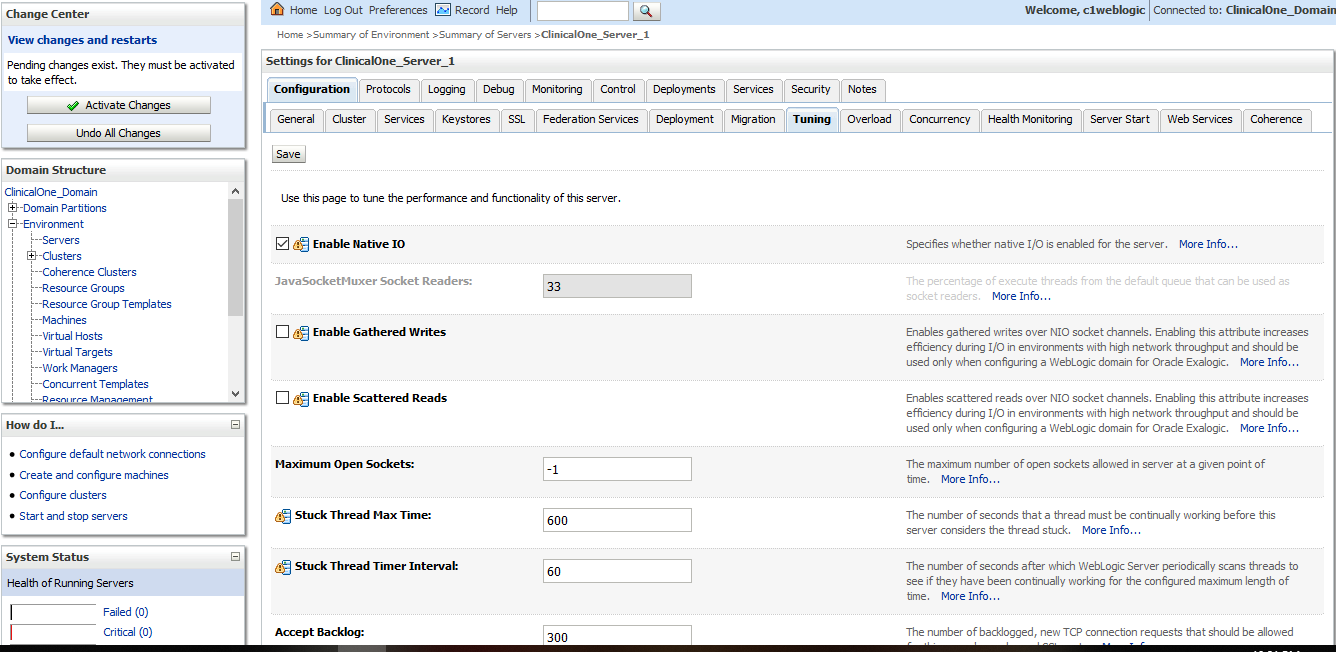 Change Center
View changes and restarts
Pending changes exist. They must be activated
to take effect.
Activate Changes
Undo All Changes
Domain Structure
ClinicalOne_Domain
Domain Partitions
Environment
Servers
Clusters
Coherence Clusters
Resource Groups
Resource Group Templates
Machines
Virtual Hosts
Virtual Targets
Work Managers
Concurrent Templates
Resource Management
How do I...
Configure default network connections
Create and configure machines
Configure clusters
Start and stop servers
System Status
Health of Running Servers
Failed (0)
Critical (0)
Home Log Out Preferences Record Help
Welcome, c1weblogic Connected to: ClinicalOne_Domain
Home >Summary of Environment >Summary of Servers >ClinicalOne_Server_1
Settings for ClinicalOne_Server_1
Configuration Protocols Logging Debug Monitoring Control Deployments Services Security Notes
General Cluster Services Keystores SSL Federation Services Deployment Migration Tuning Overload Concurrency Health Monitoring Server Start Web Services Coherence
Save
Use this page to tune the performance and functionality of this server.
Enable Native IO
Specifies whether native I/O is enabled for the server. More Info...
JavaSocketMuxer Socket Readers:
33
The percentage of execute threads from the default queue that can be used as
socket readers. More Info...
Enable Gathered Writes
Enables gathered writes over NIO socket channels. Enabling this attribute increases
efficiency during I/O in environments with high network throughput and should be
used only when configuring a WebLogic domain for Oracle Exalogic. More Info...
Enable Scattered Reads
Enables scattered reads over NIO socket channels. Enabling this attribute increases
efficiency during I/O in environments with high network throughput and should be
used only when configuring a WebLogic domain for Oracle Exalogic. More Info...
Maximum Open Sockets:
-1
The maximum number of open sockets allowed in server at a given point of
time. More Info...
Stuck Thread Max Time:
600
The number of seconds that a thread must be continually working before this
server considers the thread stuck. More Info...
Stuck Thread Timer Interval:
60
The number of seconds after which WebLogic Server periodically scans threads to
see if they have been continually working for the configured maximum length of
time. More Info...
Accept Backlog:
300
The number of backlogged, new TCP connection requests that should be allowed